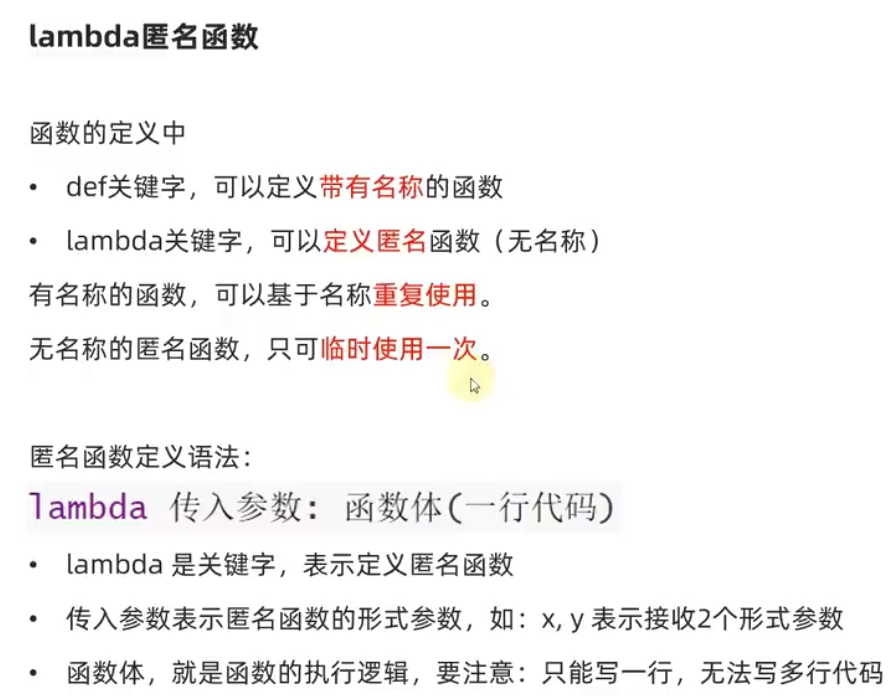 lambda匿名函数
函数的定义中
• def关键字，可以定义带有名称的函数
• lambda关键字，可以定义匿名函数（无名称）
有名称的函数，可以基于名称重复使用。
无名称的匿名函数，只可临时使用一次。
匿名函数定义语法：
lambda 传入参数: 函数体(一行代码)
• lambda 是关键字，表示定义匿名函数
• 传入参数表示匿名函数的形式参数，如：x, y 表示接收2个形式参数
• 函数体，就是函数的执行逻辑，要注意：只能写一行，无法写多行代码